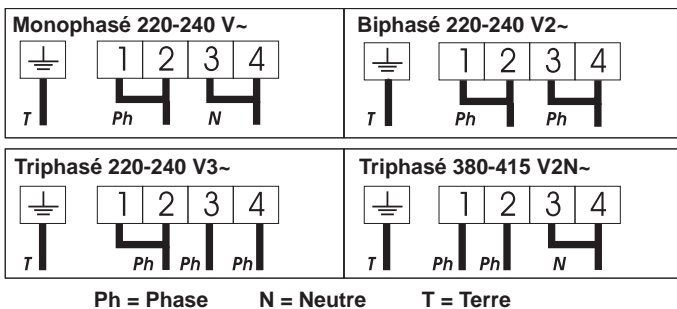 Monophasé 220-240 V~
1 2 3 4
T Ph N
Biphasé 220-240 V2~
1 2 3 4
T Ph Ph
Triphasé 220-240 V3~
1 2 3 4
T Ph Ph Ph
Triphasé 380-415 V2N~
1 2 3 4
T Ph Ph N
Ph = Phase N = Neutre T = Terre